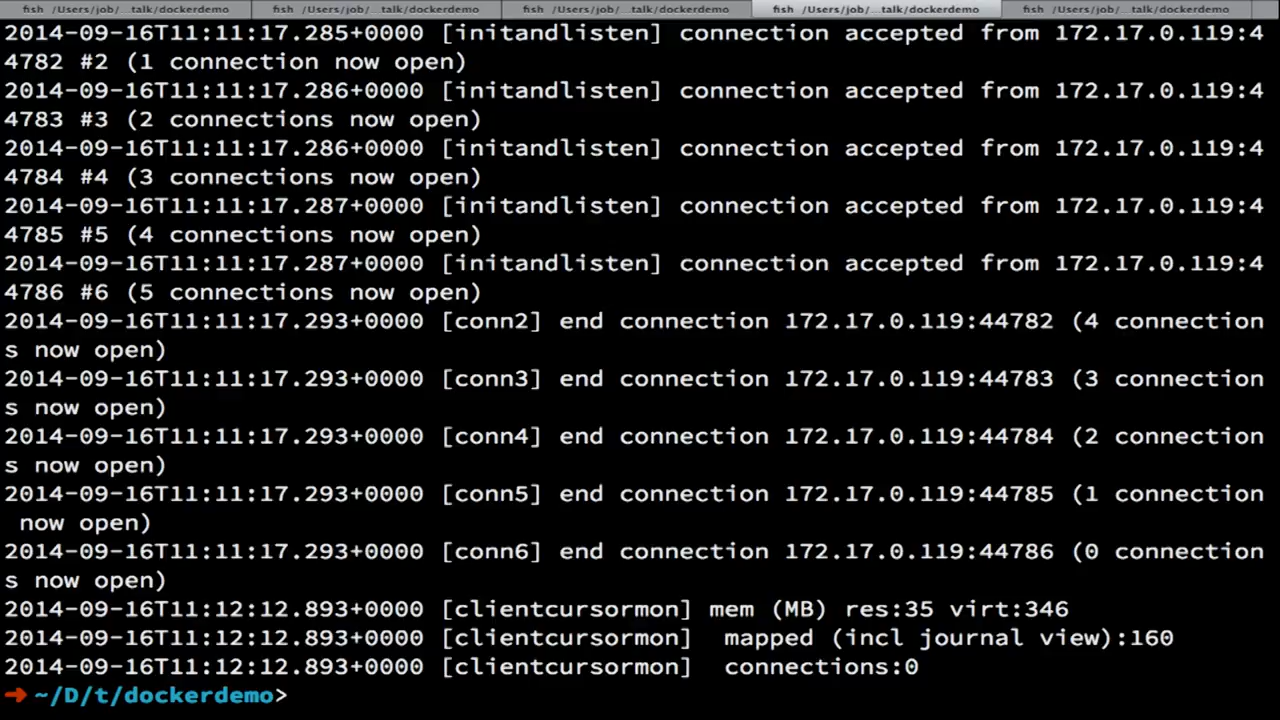 fish /Users/job/...talk/dockerdemo fish /Users/job/...talk/dockerdemo fish /Users/job/...talk/dockerdemo fish /Users/job/...talk/dockerdemo fish /Users/job/...talk/dockerdemo
2014-09-16T11:11:17.285+0000 [initandlisten] connection accepted from 172.17.0.119:4
4782 #2 (1 connection now open)
2014-09-16T11:11:17.286+0000 [initandlisten] connection accepted from 172.17.0.119:4
4783 #3 (2 connections now open)
2014-09-16T11:11:17.286+0000 [initandlisten] connection accepted from 172.17.0.119:4
4784 #4 (3 connections now open)
2014-09-16T11:11:17.287+0000 [initandlisten] connection accepted from 172.17.0.119:4
4785 #5 (4 connections now open)
2014-09-16T11:11:17.287+0000 [initandlisten] connection accepted from 172.17.0.119:4
4786 #6 (5 connections now open)
2014-09-16T11:11:17.293+0000 [conn2] end connection 172.17.0.119:44782 (4 connection
s now open)
2014-09-16T11:11:17.293+0000 [conn3] end connection 172.17.0.119:44783 (3 connection
s now open)
2014-09-16T11:11:17.293+0000 [conn4] end connection 172.17.0.119:44784 (2 connection
s now open)
2014-09-16T11:11:17.293+0000 [conn5] end connection 172.17.0.119:44785 (1 connection
 now open)
2014-09-16T11:11:17.293+0000 [conn6] end connection 172.17.0.119:44786 (0 connection
s now open)
2014-09-16T11:12:12.893+0000 [clientcursormon] mem (MB) res:35 virt:346
2014-09-16T11:12:12.893+0000 [clientcursormon]  mapped (incl journal view):160
2014-09-16T11:12:12.893+0000 [clientcursormon]  connections:0
➜ ~/D/t/dockerdemo>